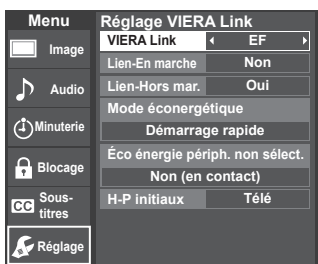 Menu
Réglage VIERA Link
VIERA Link EF
Image
Lien-En marche Non
Audio
Lien-Hors mar. Oui
Mode éconergétique
Minuterie
Démarrage rapide
Éco énergie périph. non sélect.
Blocage
Non (en contact)
CC Sous-titres
H-P initiaux Télé
Réglage